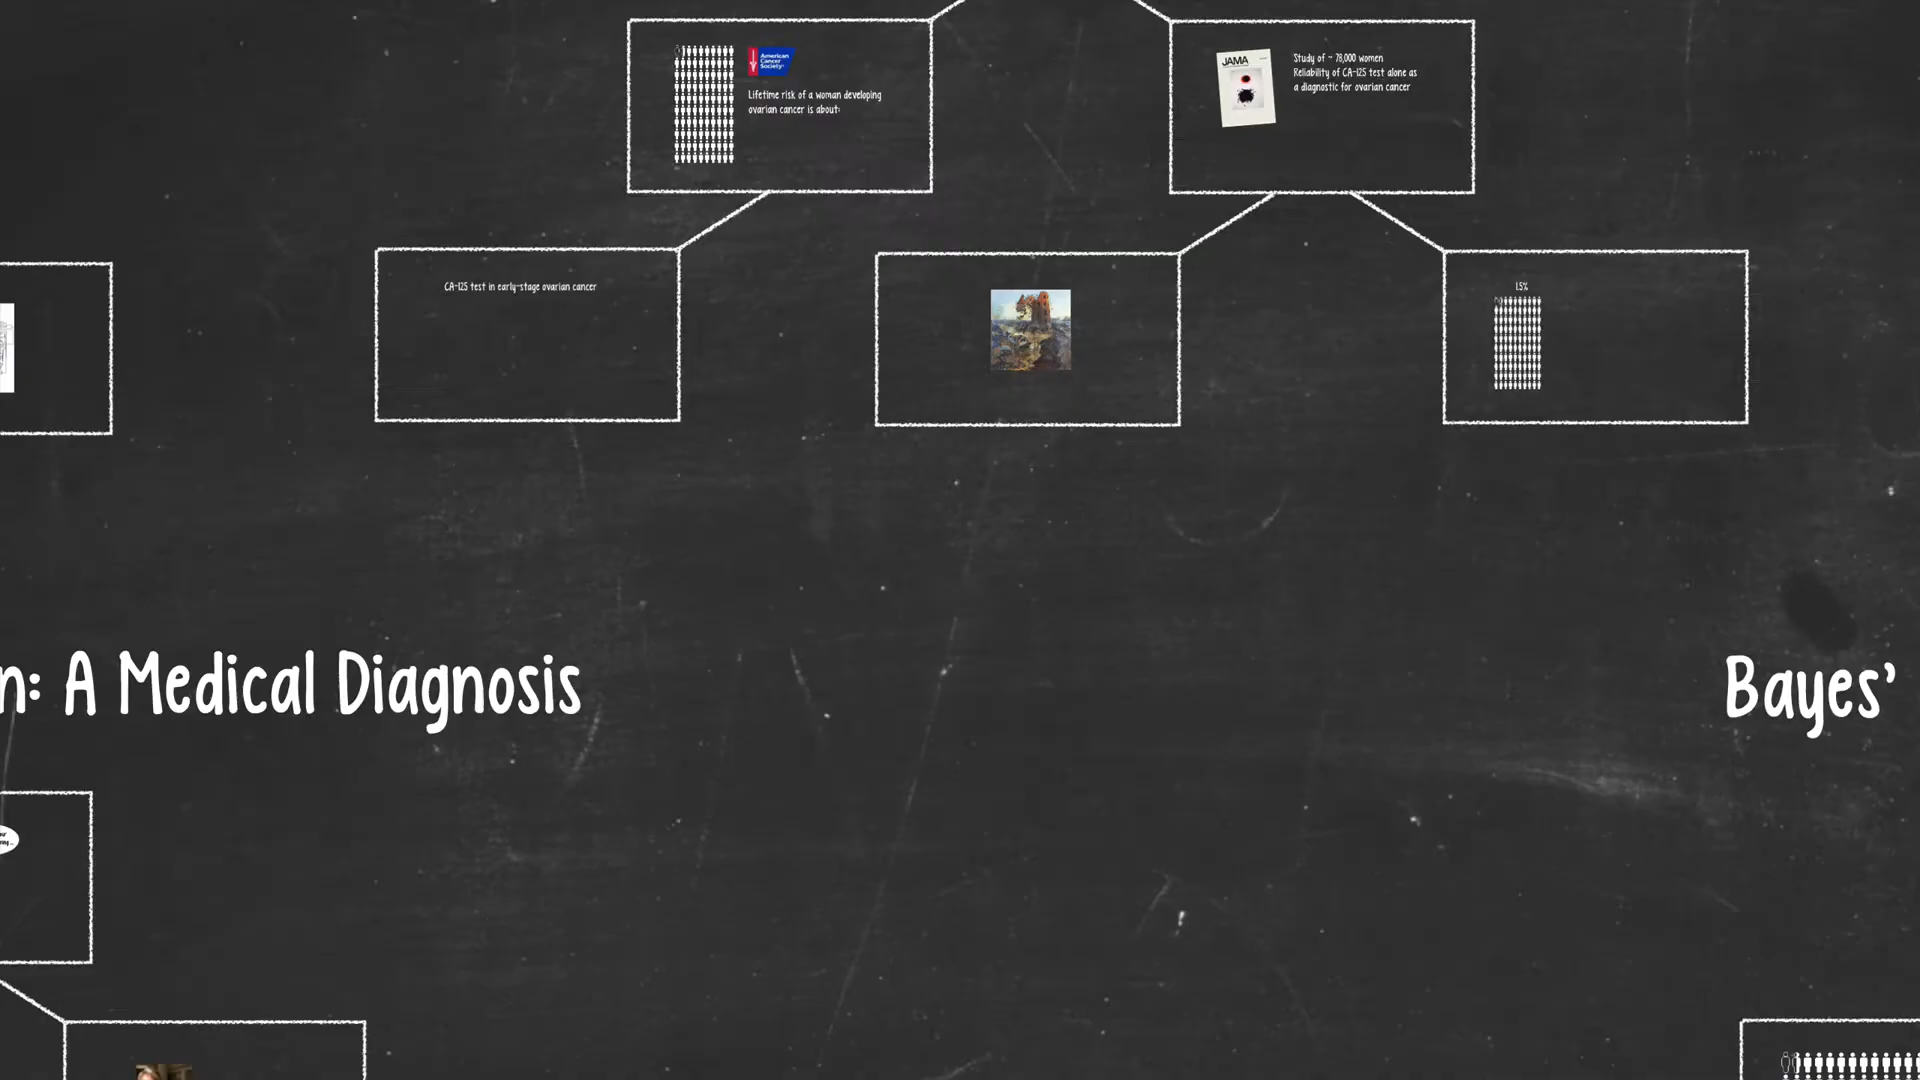 American
Cancer
Society
Lifetime risk of a woman developing
ovarian cancer is about:
JAMA
Study of ~ 78,000 women
Reliability of CA-125 test alone as
a diagnostic for ovarian cancer
CA-125 test in early-stage ovarian cancer
1.5%
n: A Medical Diagnosis
Bayes'